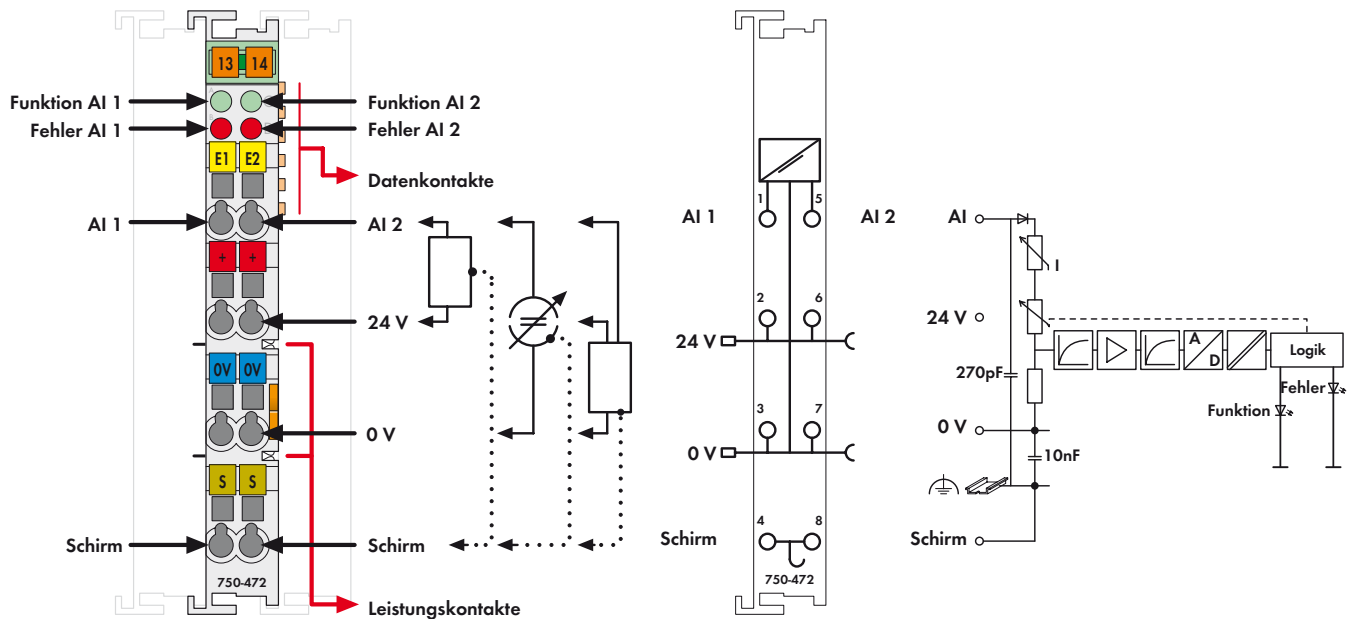 13 14
Funktion AI 1
Funktion AI 2
Fehler AI 1
Fehler AI 2
E1 E2
Datenkontakte
AI 1
AI 2
+ +
24 V
0V 0V
0 V
S S
Schirm
Schirm
750-472
Leistungskontakte
1 5
AI 1
AI 2
2 6
24 V
3 7
0 V
4 8
Schirm
750-472
AI
I
24 V
A
D
Logik
270pF
Fehler
Funktion
0 V
10nF
Schirm